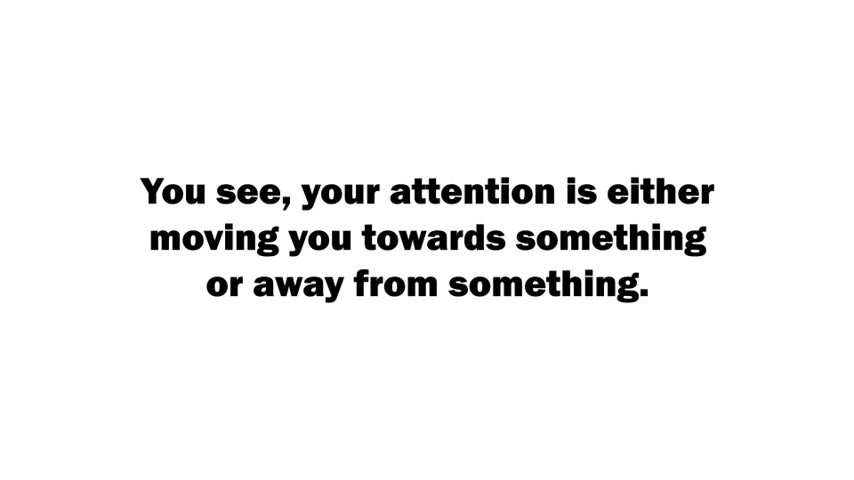 You see, your attention is either
moving you towards something
or away from something.